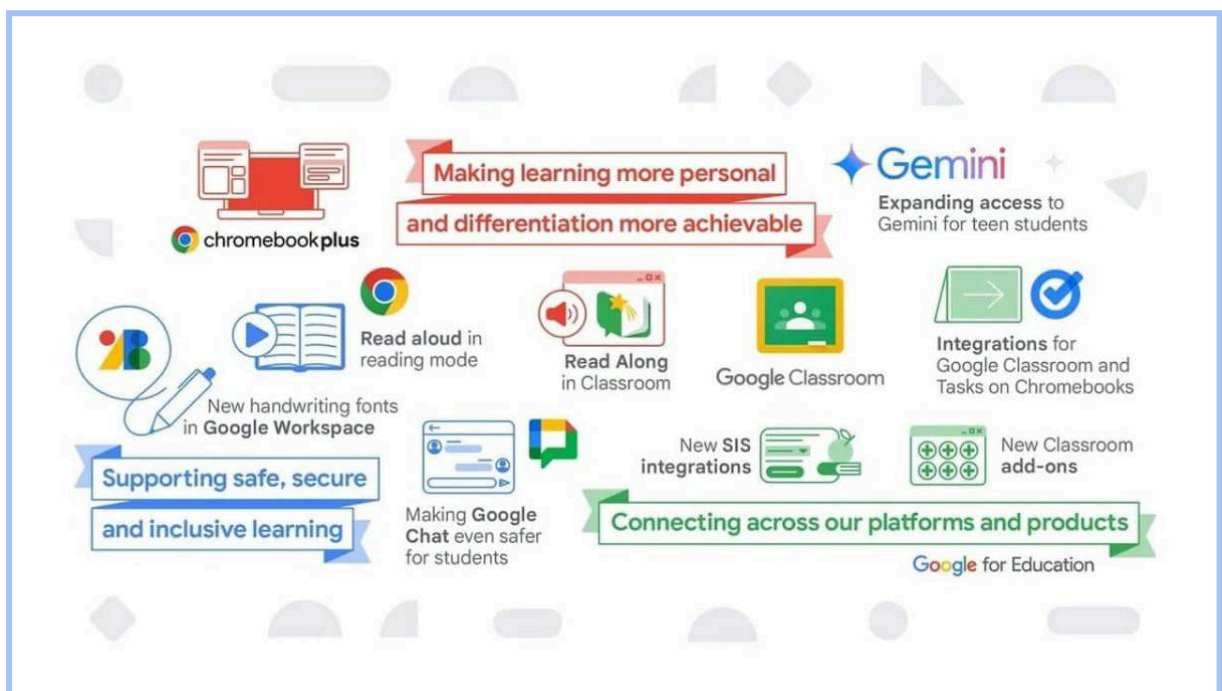 Making learning more personal
and differentiation more achievable
chromebookplus
Gemini
Expanding access to
Gemini for teen students
Read aloud in
reading mode
Read Along
in Classroom
Google Classroom
Integrations for
Google Classroom and
Tasks on Chromebooks
New handwriting fonts
in Google Workspace
Supporting safe, secure
and inclusive learning
Making Google
Chat even safer
for students
New SIS
integrations
New Classroom
add-ons
Connecting across our platforms and products
Google for Education